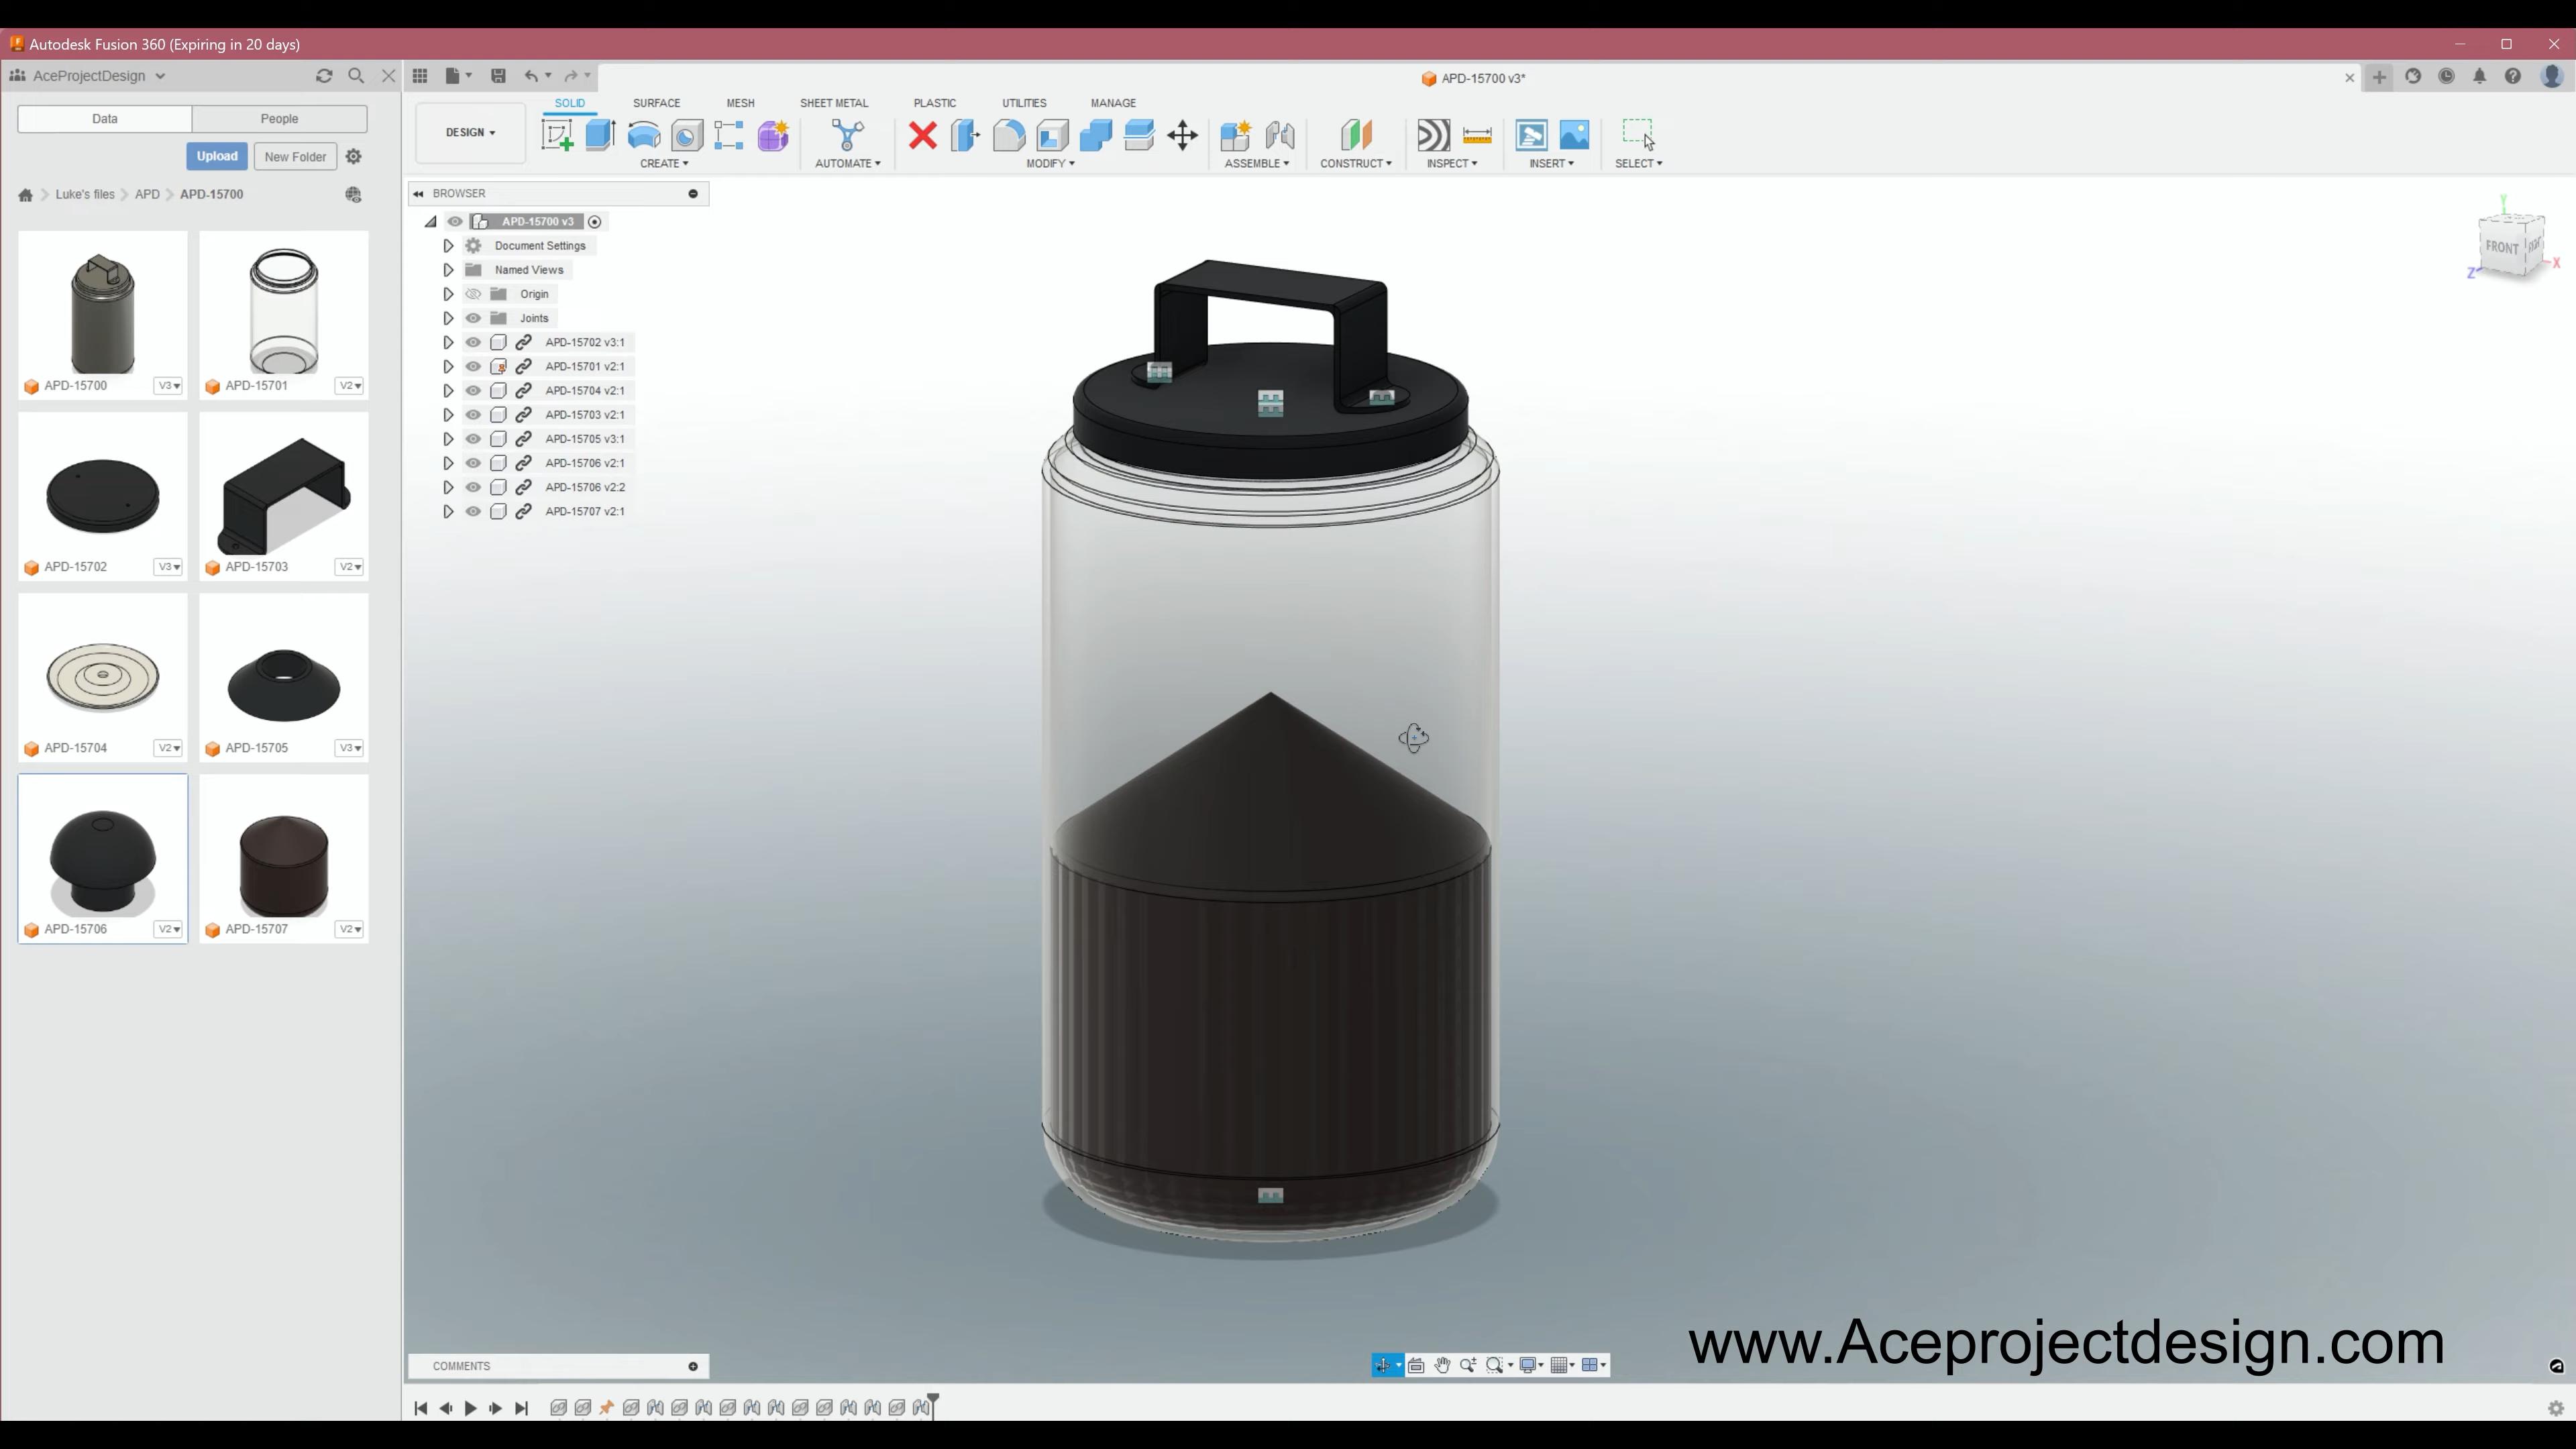 Autodesk Fusion 360 (Expiring in 20 days)
AceProjectDesign
APD-15700 v3*
Data People
Upload New Folder
Luke's files APD APD-15700
DESIGN
SOLID SURFACE MESH SHEET METAL PLASTIC UTILITIES MANAGE
CREATE AUTOMATE MODIFY ASSEMBLE CONSTRUCT INSPECT INSERT SELECT
BROWSER
APD-15700 v3
Document Settings
Named Views
Origin
Joints
APD-15702 v3:1
APD-15701 v2:1
APD-15704 v2:1
APD-15703 v2:1
APD-15705 v3:1
APD-15706 v2:1
APD-15706 v2:2
APD-15707 v2:1
APD-15700 V3 APD-15701 V2
APD-15702 V3 APD-15703 V2
APD-15704 V2 APD-15705 V3
APD-15706 V2 APD-15707 V2
Y
FRONT
Z X
www.Aceprojectdesign.com
COMMENTS